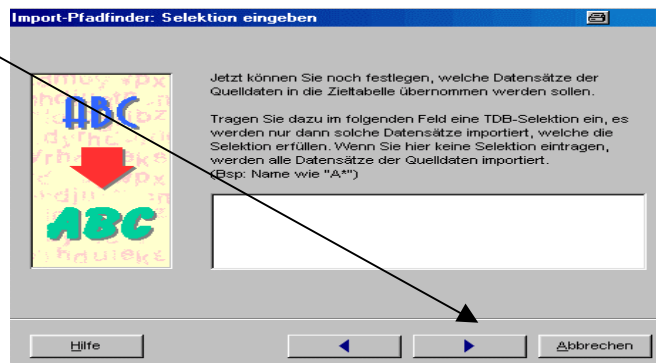 Import-Pfadfinder: Selektion eingeben
Jetzt können Sie noch festlegen, welche Datensätze der
Quelldaten in die Zieltabelle übernommen werden sollen.
Tragen Sie dazu im folgenden Feld eine TDB-Selektion ein, es
werden nur dann solche Datensätze importiert, welche die
Selektion erfüllen. Wenn Sie hier keine Selektion eintragen,
werden alle Datensätze der Quelldaten importiert.
(Bsp: Name wie "A*")
ABC
ABC
Hilfe
Abbrechen